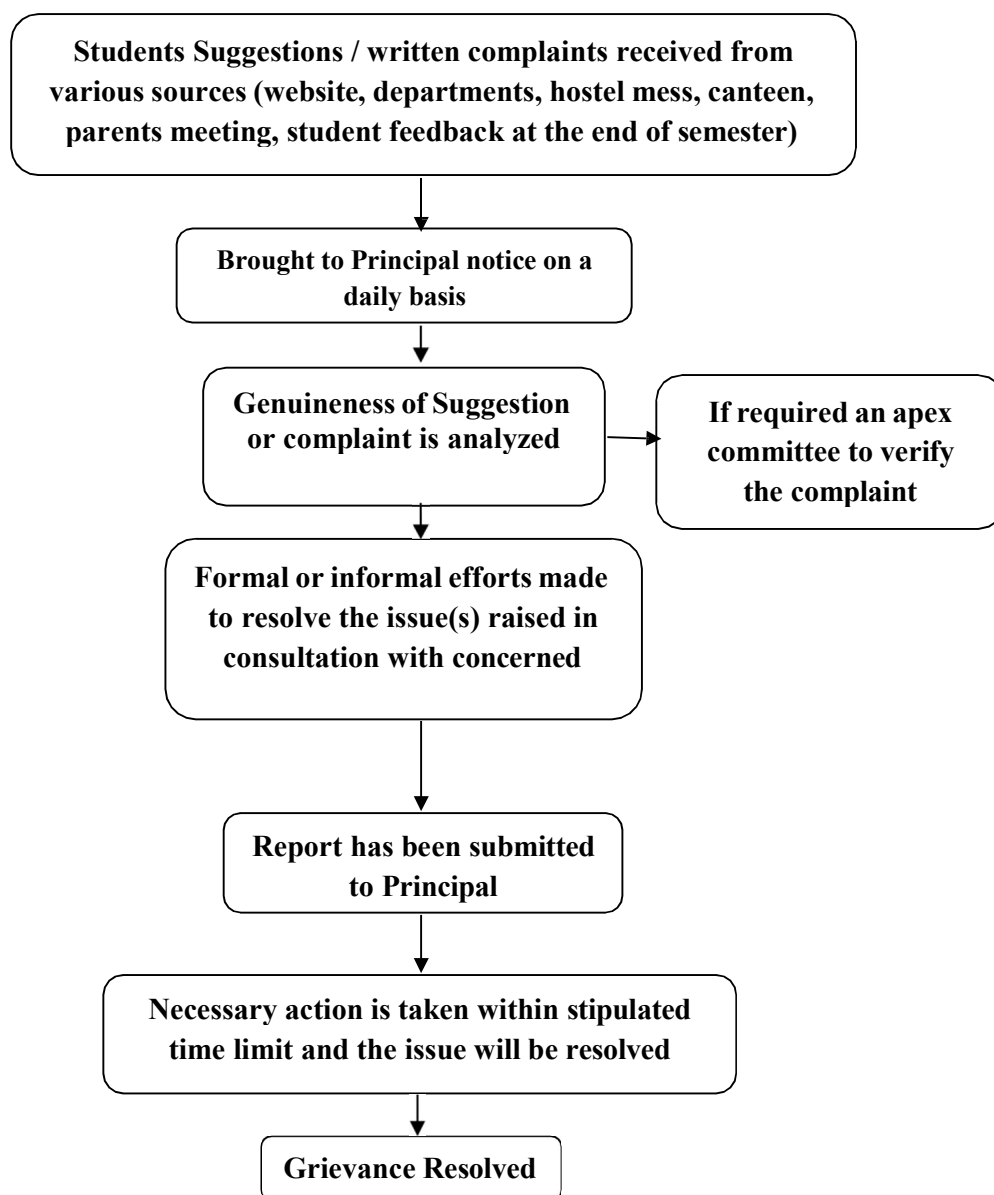 Students Suggestions / written complaints received from
various sources (website, departments, hostel mess, canteen,
parents meeting, student feedback at the end of semester)
Brought to Principal notice on a
daily basis
Genuineness of Suggestion
or complaint is analyzed
If required an apex
committee to verify
the complaint
Formal or informal efforts made
to resolve the issue(s) raised in
consultation with concerned
Report has been submitted
to Principal
Necessary action is taken within stipulated
time limit and the issue will be resolved
Grievance Resolved